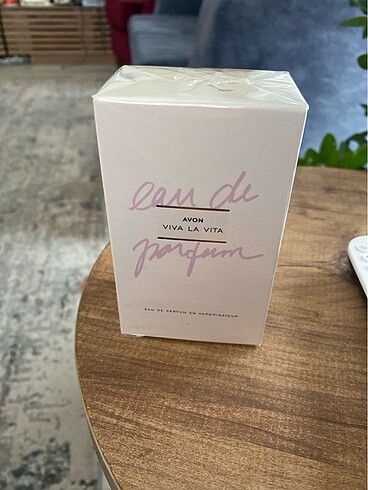 eau de
AVON
VIVA LA VITA
parfum
EAU DE PARFUM EN VAPORISATEUR